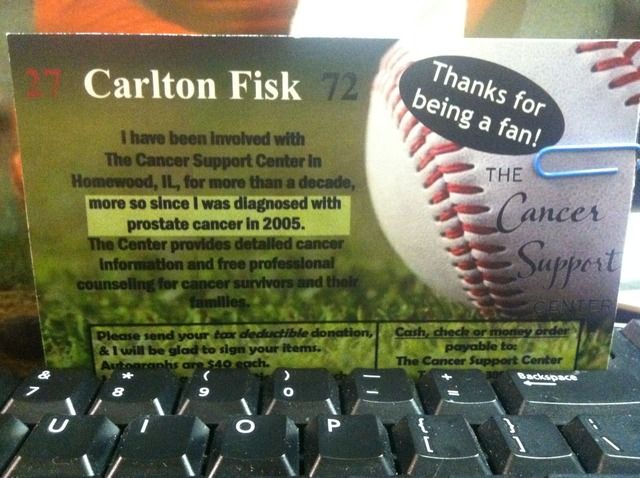 27 Carlton Fisk 72
Thanks for
being a fan!
I have been involved with
The Cancer Support Center in
Homewood, IL, for more than a decade,
more so since I was diagnosed with
prostate cancer in 2005.
The Center provides detailed cancer
information and free professional
counseling for cancer survivors and their
families.
THE
Cancer
Support
CENTER
Please send your tax deductible donation,
& I will be glad to sign your items.
Autographs are $40 each.
Cash, check or money order
payable to:
The Cancer Support Center
& * ( ) — + Backspace
7 8 9 0 - =
U I O P { }
[ ] \